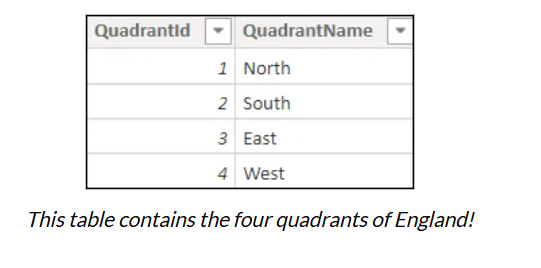 QuadrantId QuadrantName
1 North
2 South
3 East
4 West
This table contains the four quadrants of England!